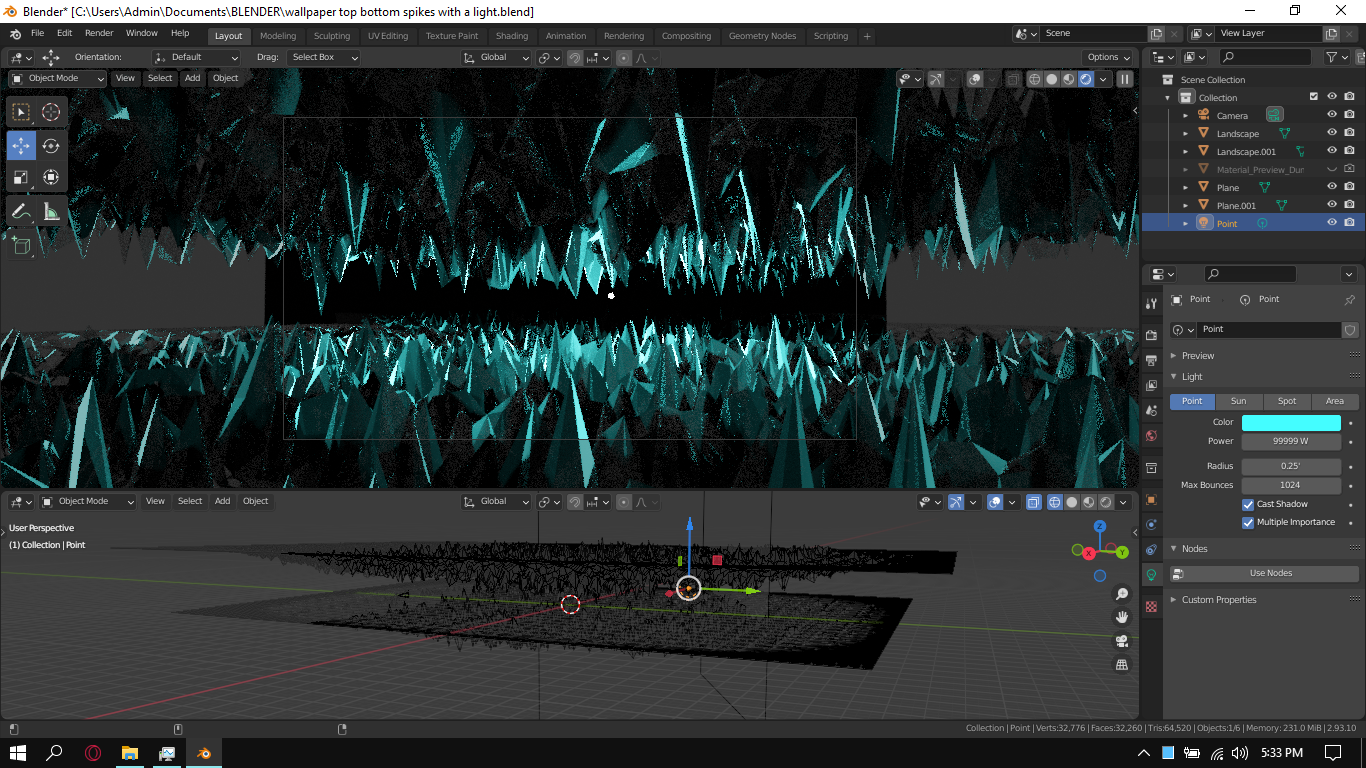 Blender* [C:\Users\Admin\Documents\BLENDER\wallpaper top bottom spikes with a light.blend]
File Edit Render Window Help Layout Modeling Sculpting UV Editing Texture Paint Shading Animation Rendering Compositing Geometry Nodes Scripting + Scene View Layer
Orientation: Default Drag: Select Box Global Options
Object Mode View Select Add Object
Scene Collection
Collection
Camera
Landscape
Landscape.001
Material_Preview_Dur
Plane
Plane.001
Point
Point Point
Point
Preview
Light
Point Sun Spot Area
Color
Power 99999 W
Radius 0.25'
Max Bounces 1024
Cast Shadow
Multiple Importance
Nodes
Use Nodes
Custom Properties
Object Mode View Select Add Object Global
User Perspective
(1) Collection | Point
Z
X
Y
Collection | Point | Verts:32,776 | Faces:32,260 | Tris:64,520 | Objects:1/6 | Memory: 231.0 MiB | 2.93.10
5:33 PM